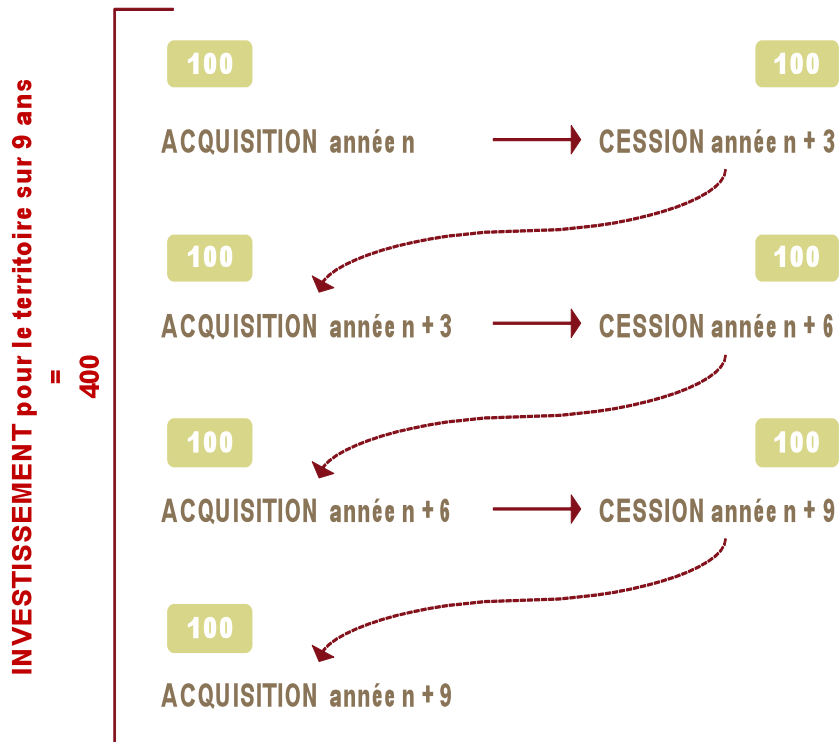 INVESTISSEMENT pour le territoire sur 9 ans
=
400
100 100
ACQUISITION année n CESSION année n + 3
100 100
ACQUISITION année n + 3 CESSION année n + 6
100 100
ACQUISITION année n + 6 CESSION année n + 9
100
ACQUISITION année n + 9